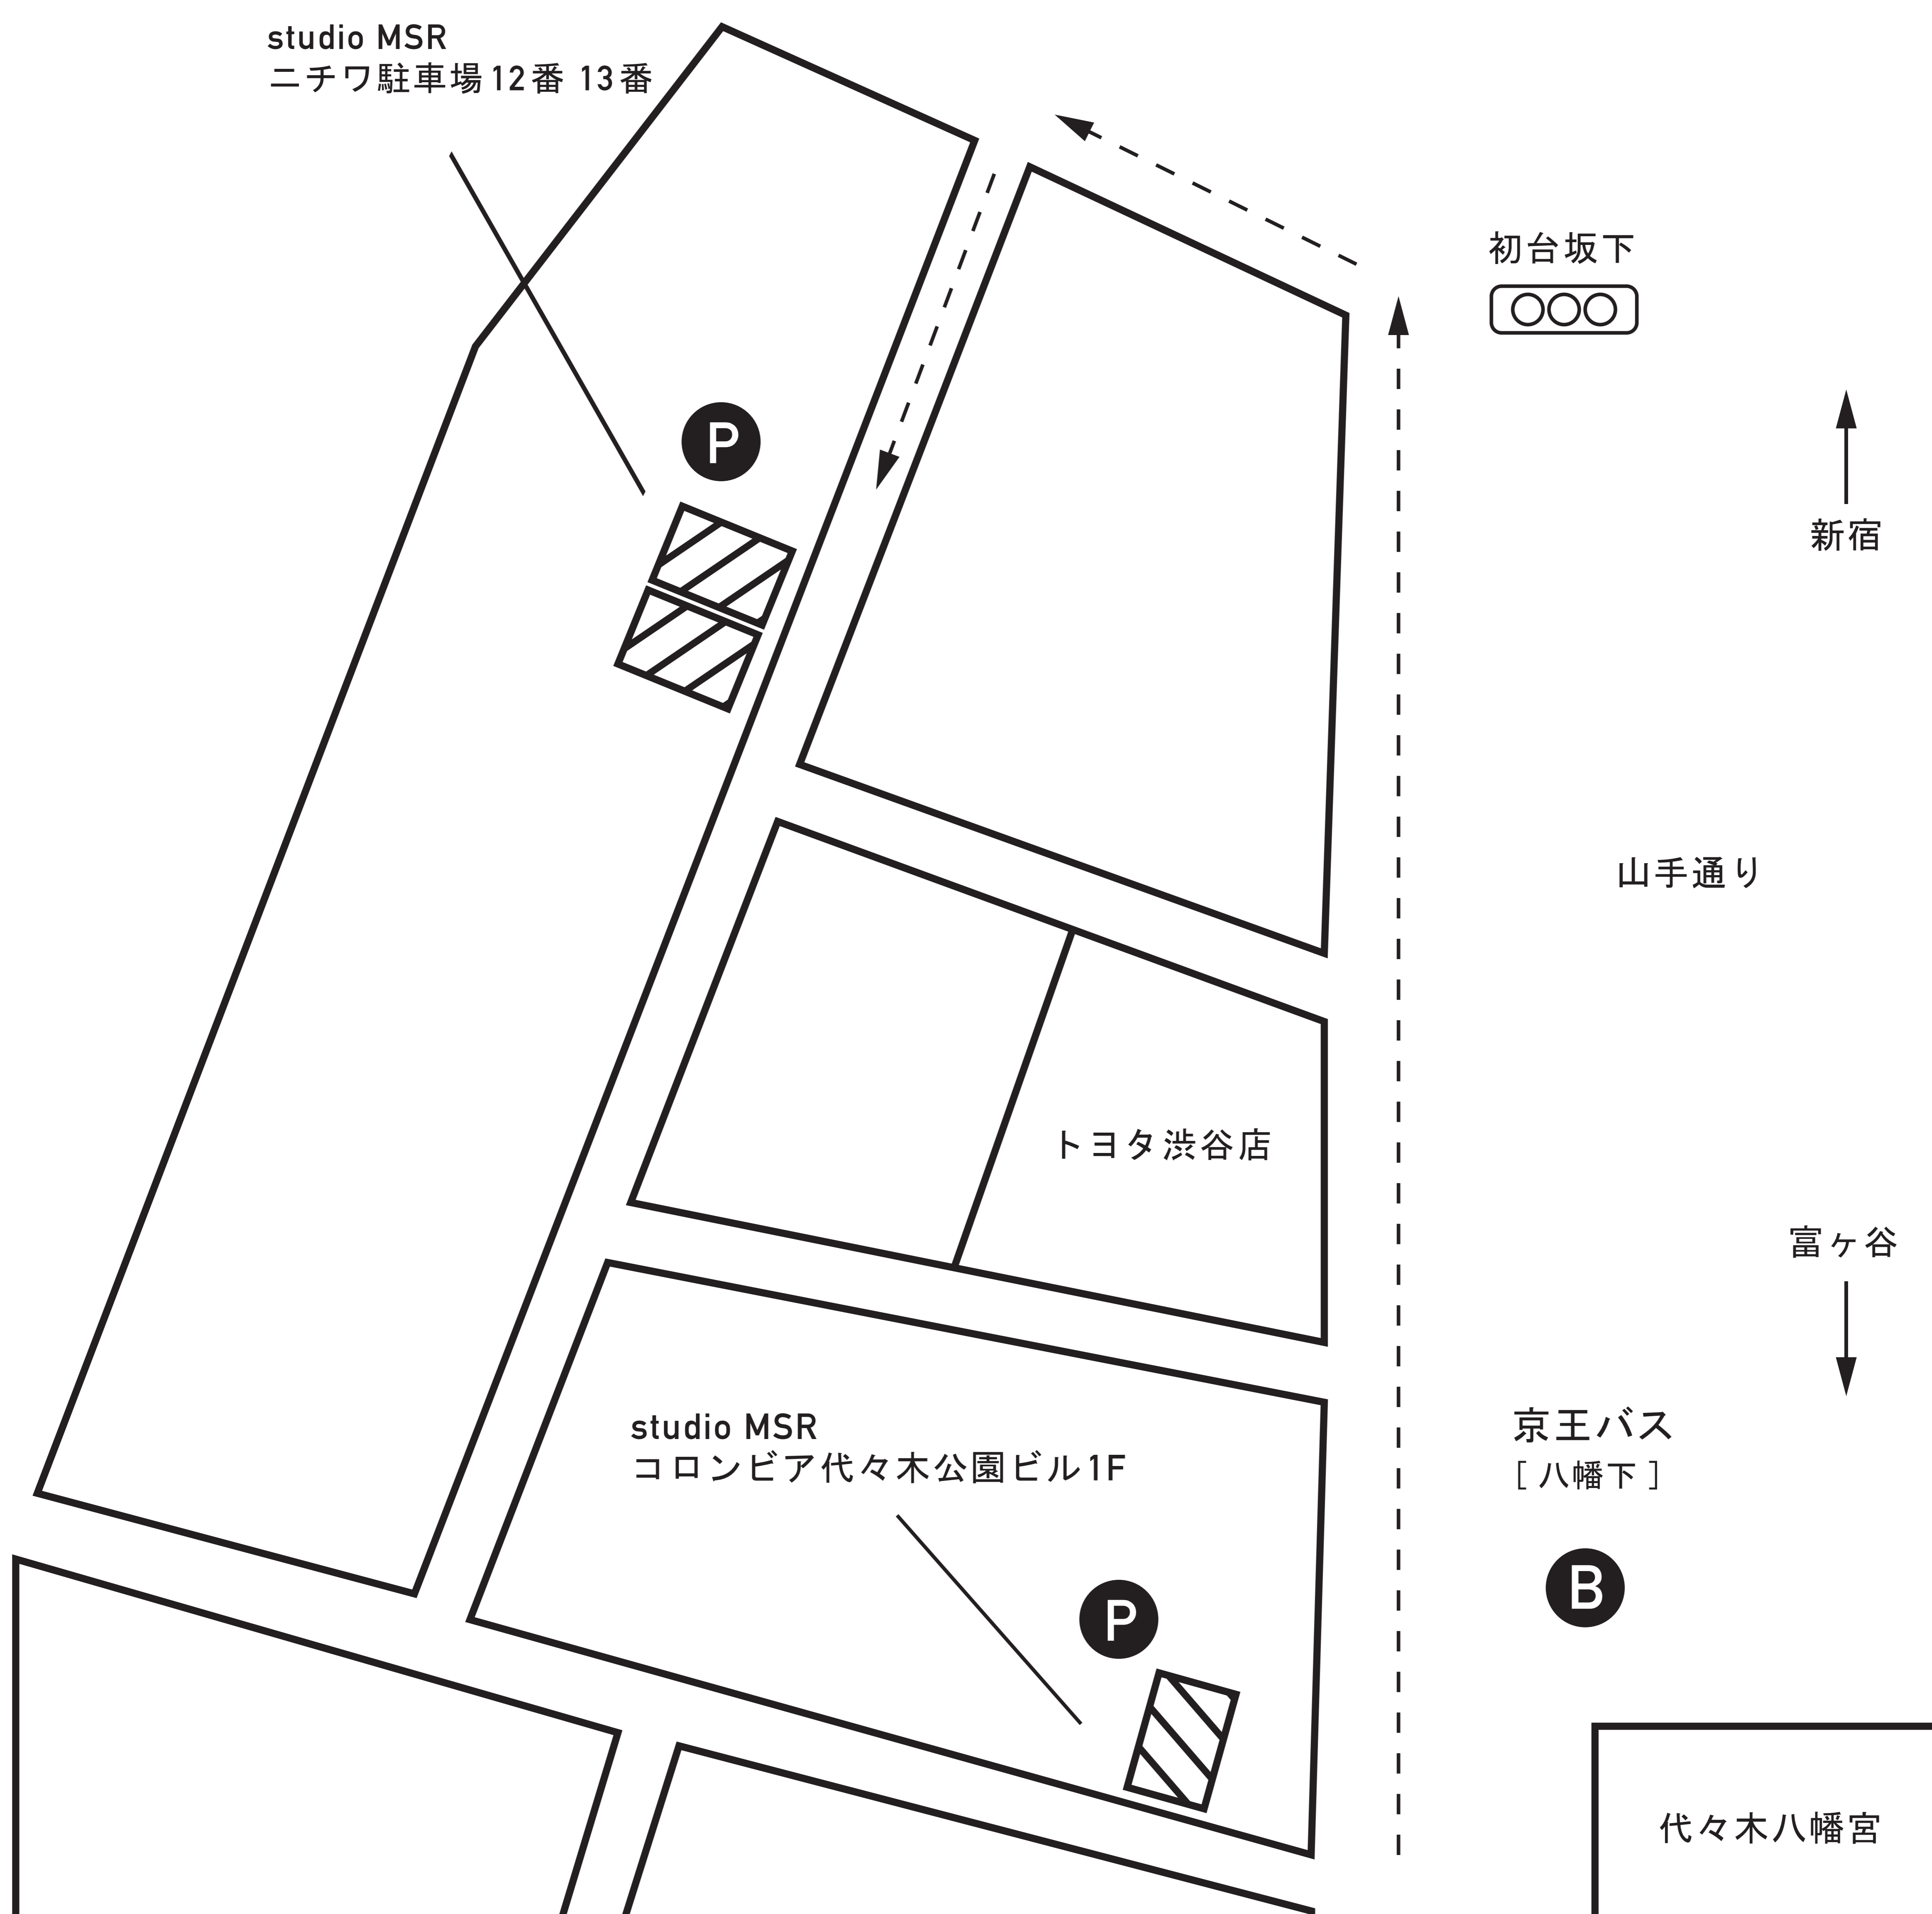 studio MSR
ニチワ駐車場12番 13番
初台坂下
P
新宿
山手通り
トヨタ渋谷店
富ヶ谷
studio MSR
コロンビア代々木公園ビル1F
京王バス
[ 八幡下 ]
P
B
代々木八幡宮